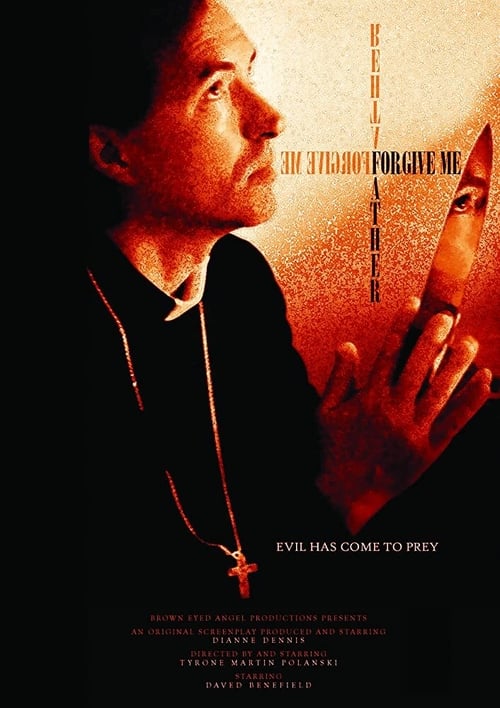 FORGIVE ME
FATHER
FORGIVE ME
FATHER
EVIL HAS COME TO PREY
BROWN EYED ANGEL PRODUCTIONS PRESENTS
AN ORIGINAL SCREENPLAY PRODUCED AND STARRING
DIANNE DENNIS
DIRECTED BY AND STARRING
TYRONE MARTIN POLANSKI
STARRING
DAVED BENEFIELD